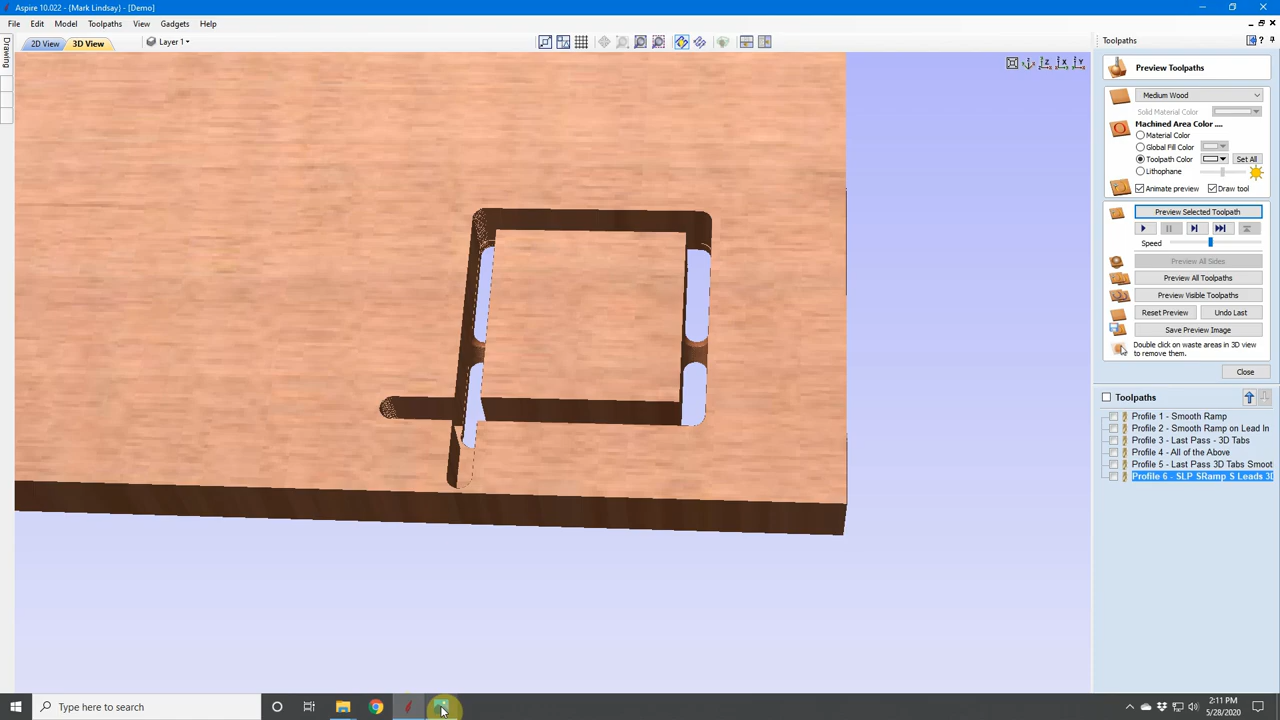 Aspire 10.022 - (Mark Lindsay) - [Demo]
File Edit Model Toolpaths View Gadgets Help
2D View 3D View Layer 1
Drawing
Toolpaths
Preview Toolpaths
Medium Wood
Solid Material Color
Machined Area Color ....
Material Color
Global Fill Color
Toolpath Color Set All
Lithophane
Animate preview Draw tool
Preview Selected Toolpath
Speed
Preview All Sides
Preview All Toolpaths
Preview Visible Toolpaths
Reset Preview Undo Last
Save Preview Image
Double click on waste areas in 3D view
to remove them.
Close
Toolpaths
Profile 1 - Smooth Ramp
Profile 2 - Smooth Ramp on Lead In
Profile 3 - Last Pass - 3D Tabs
Profile 4 - All of the Above
Profile 5 - Last Pass 3D Tabs Smoot
Profile 6 - SLP SRamp S Leads 3D
Z X Y
Type here to search
2:11 PM
5/28/2020